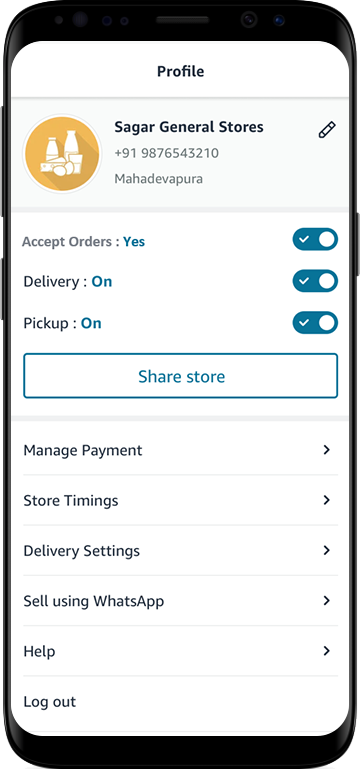 Profile
Sagar General Stores
+91 9876543210
Mahadevapura
Accept Orders : Yes
Delivery : On
Pickup : On
Share store
Manage Payment
Store Timings
Delivery Settings
Sell using WhatsApp
Help
Log out